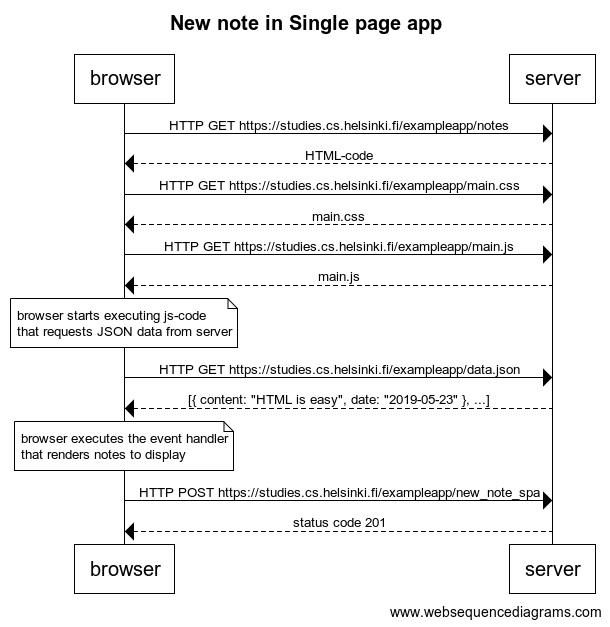 New note in Single page app
browser
server
HTTP GET https://studies.cs.helsinki.fi/exampleapp/notes
HTML-code
HTTP GET https://studies.cs.helsinki.fi/exampleapp/main.css
main.css
HTTP GET https://studies.cs.helsinki.fi/exampleapp/main.js
main.js
browser starts executing js-code
that requests JSON data from server
HTTP GET https://studies.cs.helsinki.fi/exampleapp/data.json
[{ content: "HTML is easy", date: "2019-05-23" }, ...]
browser executes the event handler
that renders notes to display
HTTP POST https://studies.cs.helsinki.fi/exampleapp/new_note_spa
status code 201
browser
server
www.websequencediagrams.com